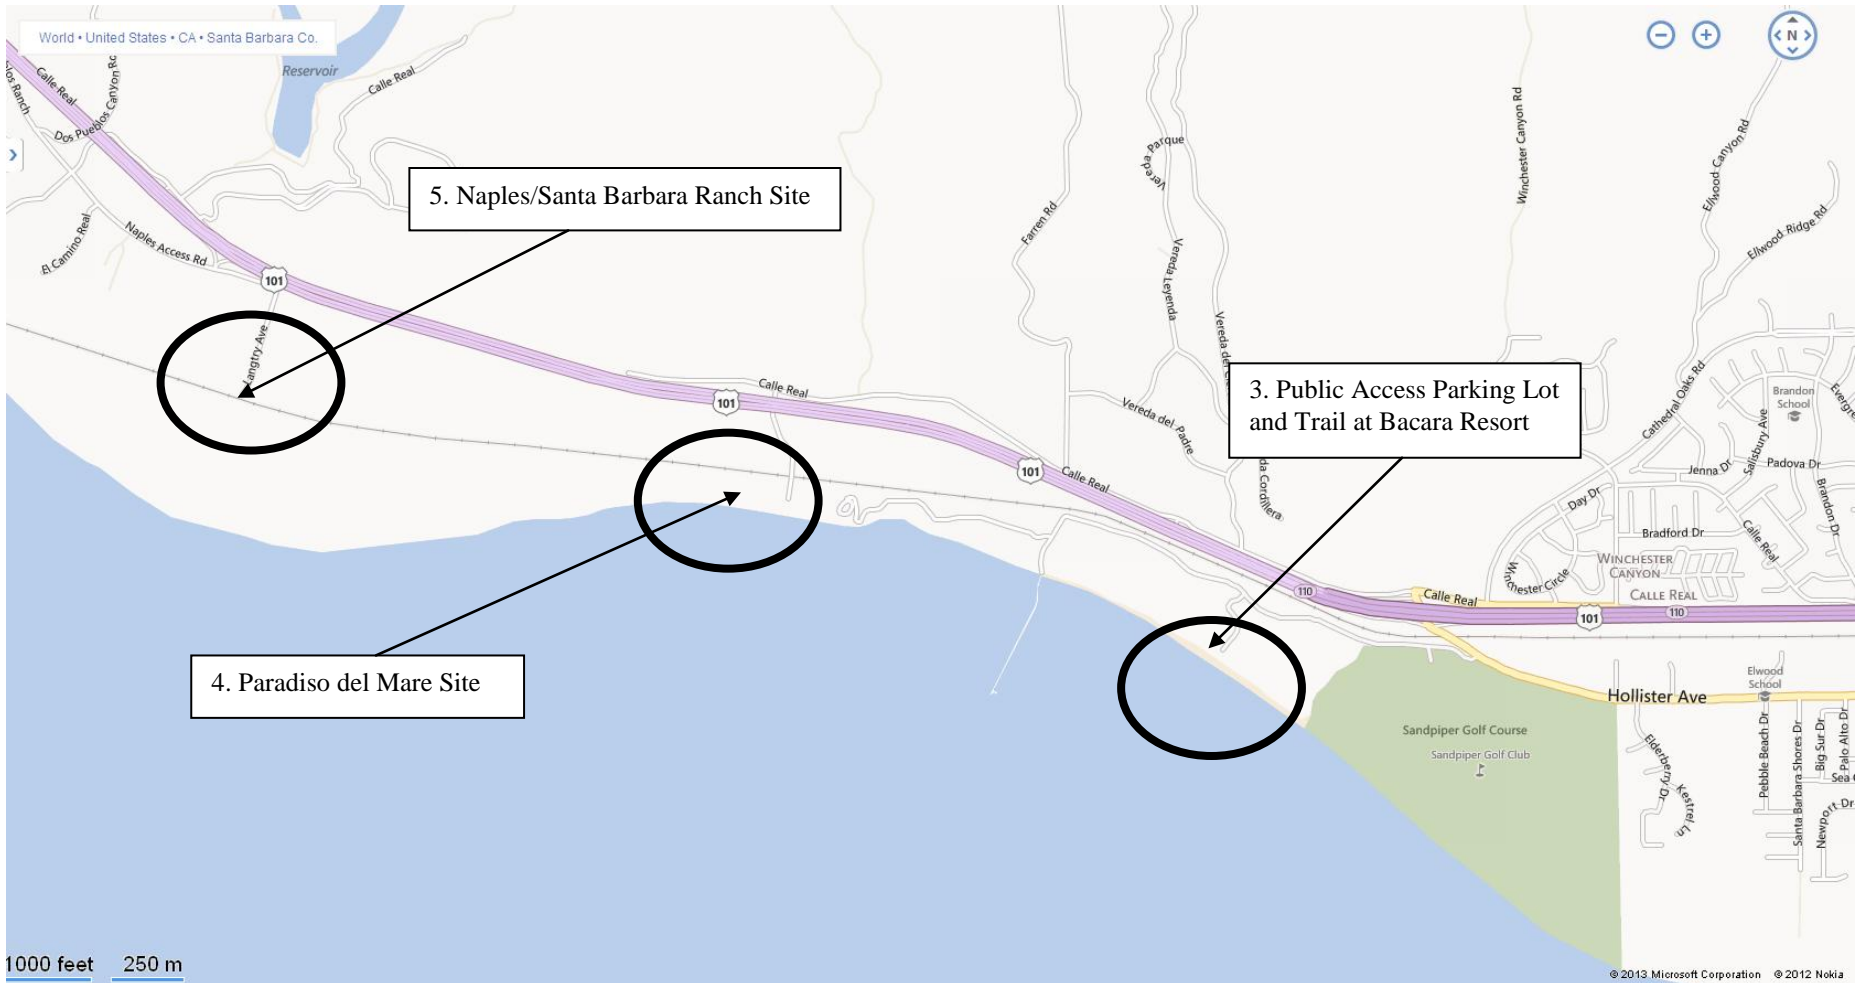 World • United States • CA • Santa Barbara Co.
N
Reservoir
Calle Real
Calle Real
Dos Pueblos Canyon Rd
El Camino Real
Naples Access Rd
101
Langtry Ave
5. Naples/Santa Barbara Ranch Site
Vereda Parque
Farren Rd
Vereda Leyenda
Winchester Canyon Rd
Ellwood Canyon Rd
Ellwood Ridge Rd
Calle Real
101
Vereda del Padre
3. Public Access Parking Lot
and Trail at Bacara Resort
Cathedral Oaks Rd
Brandon
School
Salisbury Ave
Jenna Dr
Padova Dr
Brandon Dr
101
Calle Real
Day Dr
Bradford Dr
Calle Real
Winchester Circle
WINCHESTER
CANYON
CALLE REAL
110
Calle Real
101
110
4. Paradiso del Mare Site
Elwood
School
Hollister Ave
Sandpiper Golf Course
Sandpiper Golf Club
Elderberry Dr
Kestrel Ln
Pebble Beach Dr
Santa Barbara Shores Dr
Big Sur Dr
Palo Alto Dr
Newport Dr
1000 feet 250 m
© 2013 Microsoft Corporation © 2012 Nokia